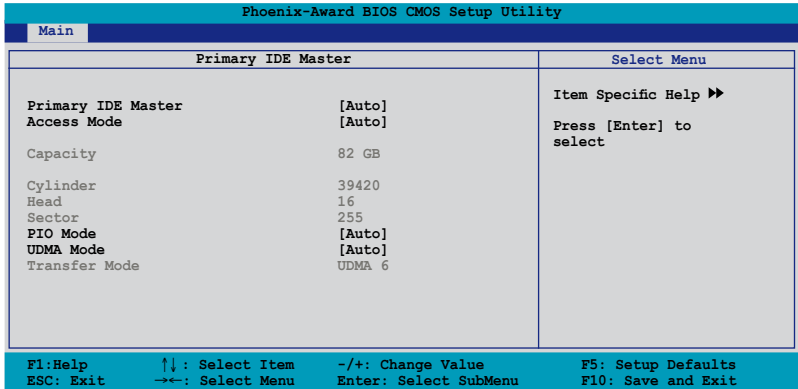 Phoenix-Award BIOS CMOS Setup Utility
Main
Primary IDE Master
Select Menu
Primary IDE Master [Auto]
Access Mode [Auto]
Capacity 82 GB
Cylinder 39420
Head 16
Sector 255
PIO Mode [Auto]
UDMA Mode [Auto]
Transfer Mode UDMA 6
Item Specific Help ▶▶
Press [Enter] to
select
F1:Help ↑↓: Select Item -/+: Change Value F5: Setup Defaults
ESC: Exit →←: Select Menu Enter: Select SubMenu F10: Save and Exit